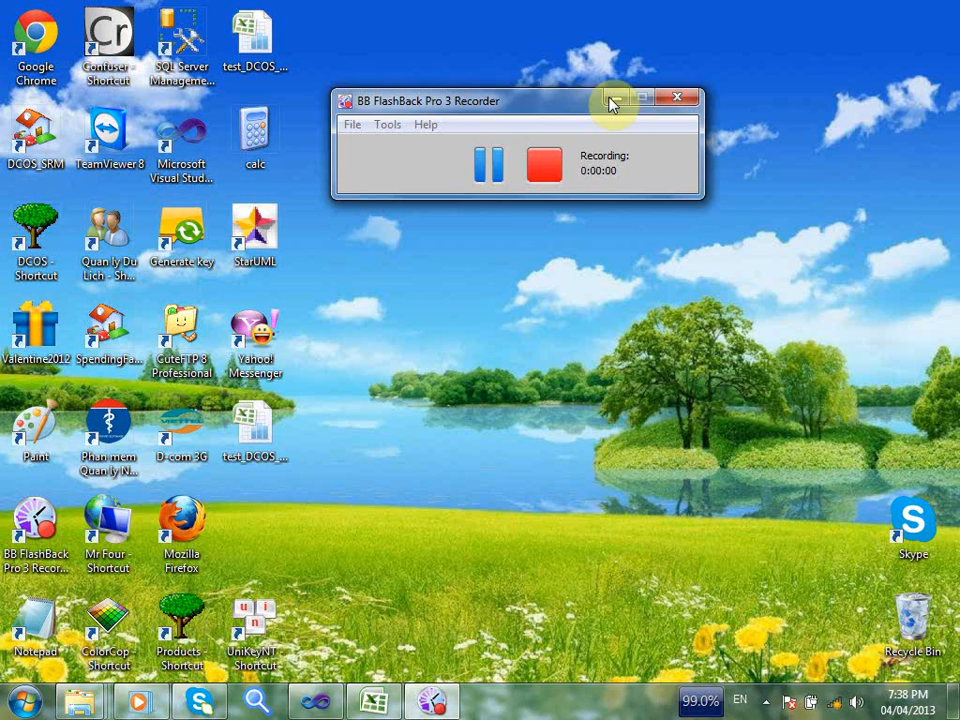 Google
Chrome
Cr
Confuser -
Shortcut
SQL Server
Manageme...
test_DCOS_...
BB FlashBack Pro 3 Recorder
File Tools Help
Recording:
0:00:00
DCOS_SRM
TeamViewer 8
Microsoft
Visual Stud...
calc
DCOS -
Shortcut
Quan ly Du
Lich - Sh...
Generate key
StarUML
Valentine2012
SpendingFa...
CuteFTP 8
Professional
Yahoo!
Messenger
Paint
Phan mem
Quan ly N...
D-com 3G
test_DCOS_...
BB FlashBack
Pro 3 Recor...
Mr Four -
Shortcut
Mozilla
Firefox
S
Skype
Notepad
ColorCop -
Shortcut
Products -
Shortcut
u i
n
UniKeyNT
Shortcut
Recycle Bin
99.0%
EN
7:38 PM
04/04/2013